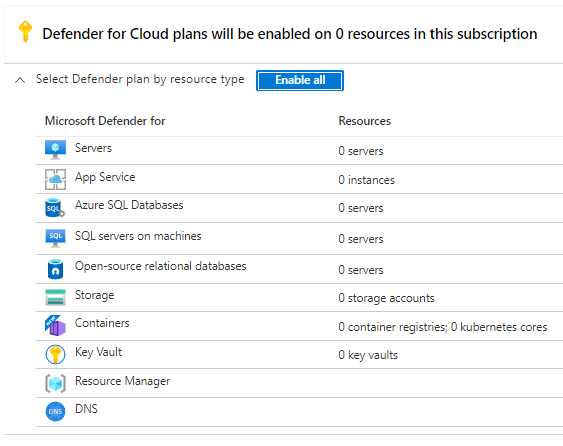 Defender for Cloud plans will be enabled on 0 resources in this subscription
Select Defender plan by resource type Enable all
Microsoft Defender for Resources
Servers 0 servers
App Service 0 instances
SQL Azure SQL Databases 0 servers
SQL SQL servers on machines 0 servers
Open-source relational databases 0 servers
Storage 0 storage accounts
Containers 0 container registries; 0 kubernetes cores
Key Vault 0 key vaults
Resource Manager
DNS DNS